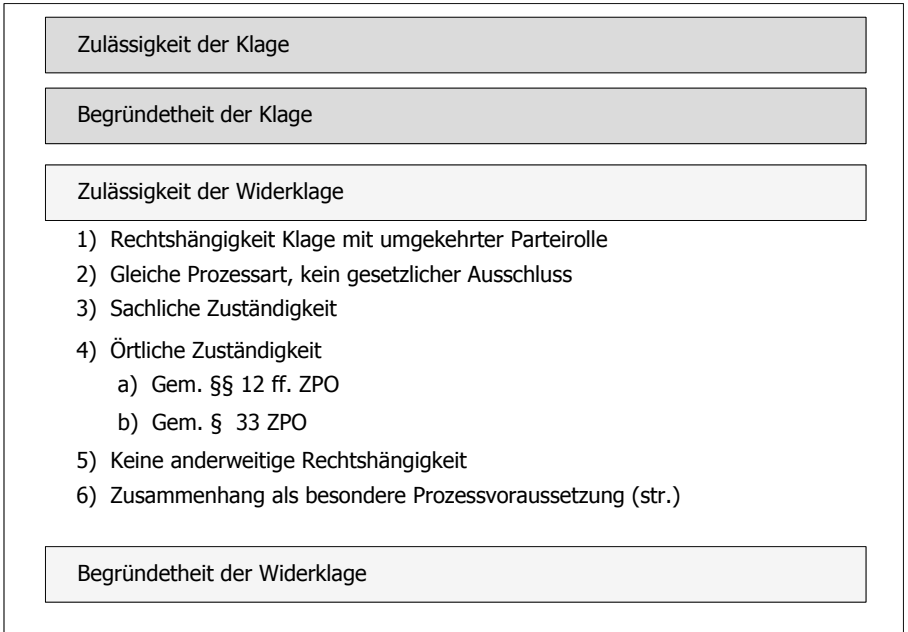 Zulässigkeit der Klage
Begründetheit der Klage
Zulässigkeit der Widerklage
1) Rechtshängigkeit Klage mit umgekehrter Parteirolle
2) Gleiche Prozessart, kein gesetzlicher Ausschluss
3) Sachliche Zuständigkeit
4) Örtliche Zuständigkeit
a) Gem. §§ 12 ff. ZPO
b) Gem. § 33 ZPO
5) Keine anderweitige Rechtshängigkeit
6) Zusammenhang als besondere Prozessvoraussetzung (str.)
Begründetheit der Widerklage